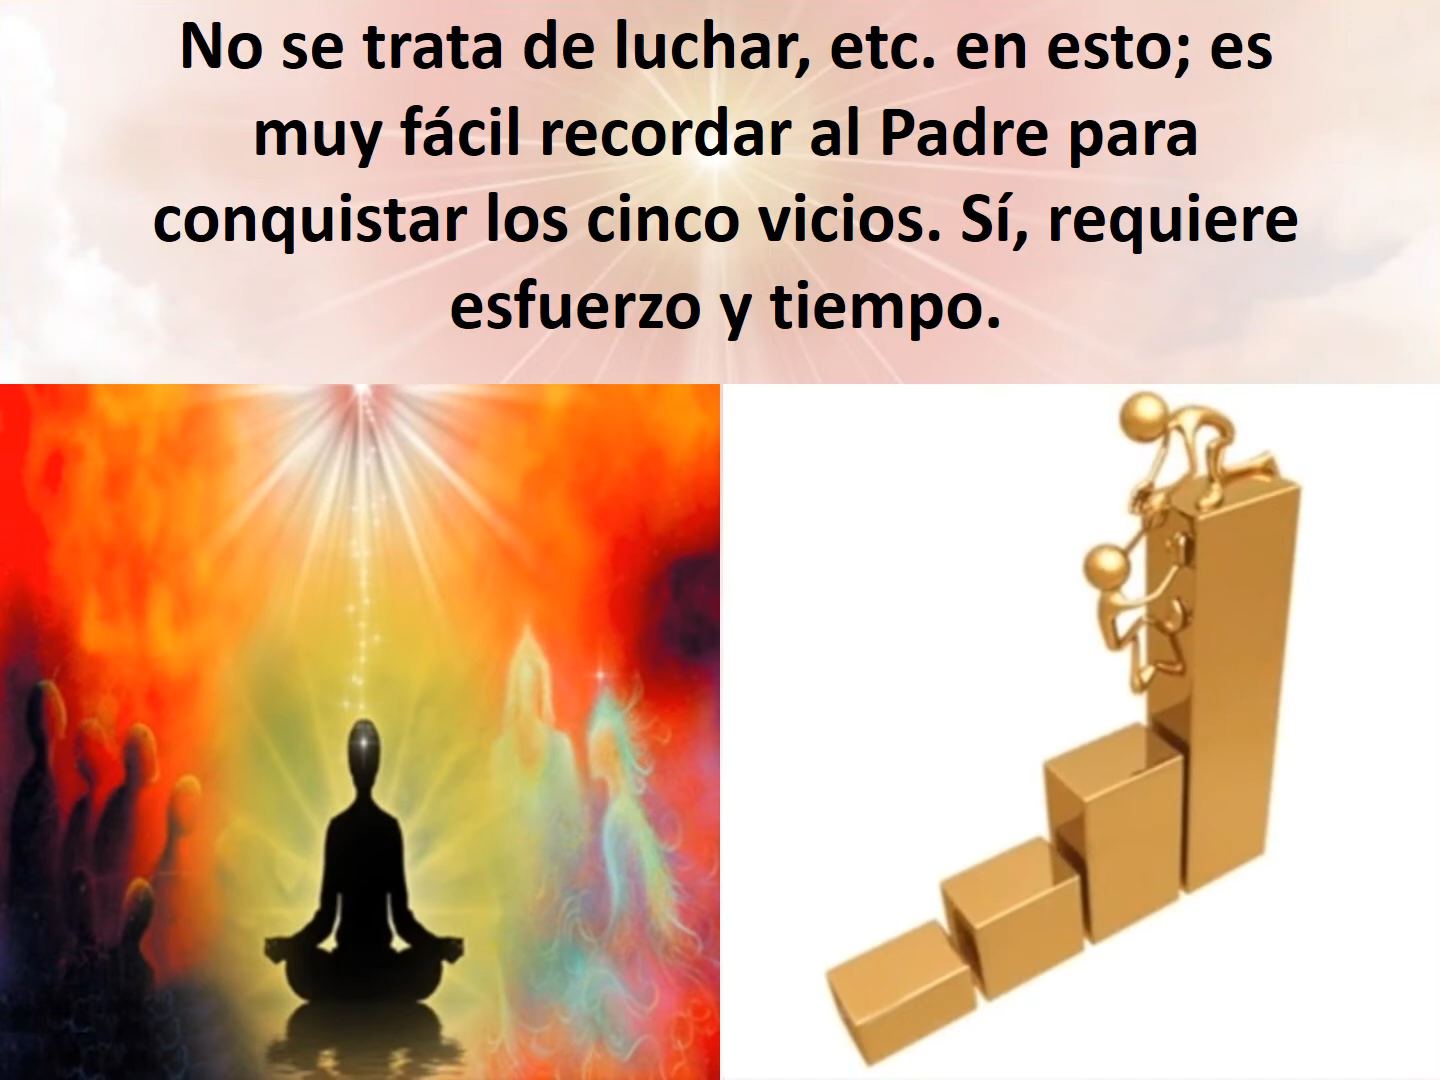 No se trata de luchar, etc. en esto; es
muy fácil recordar al Padre para
conquistar los cinco vicios. Sí, requiere
esfuerzo y tiempo.